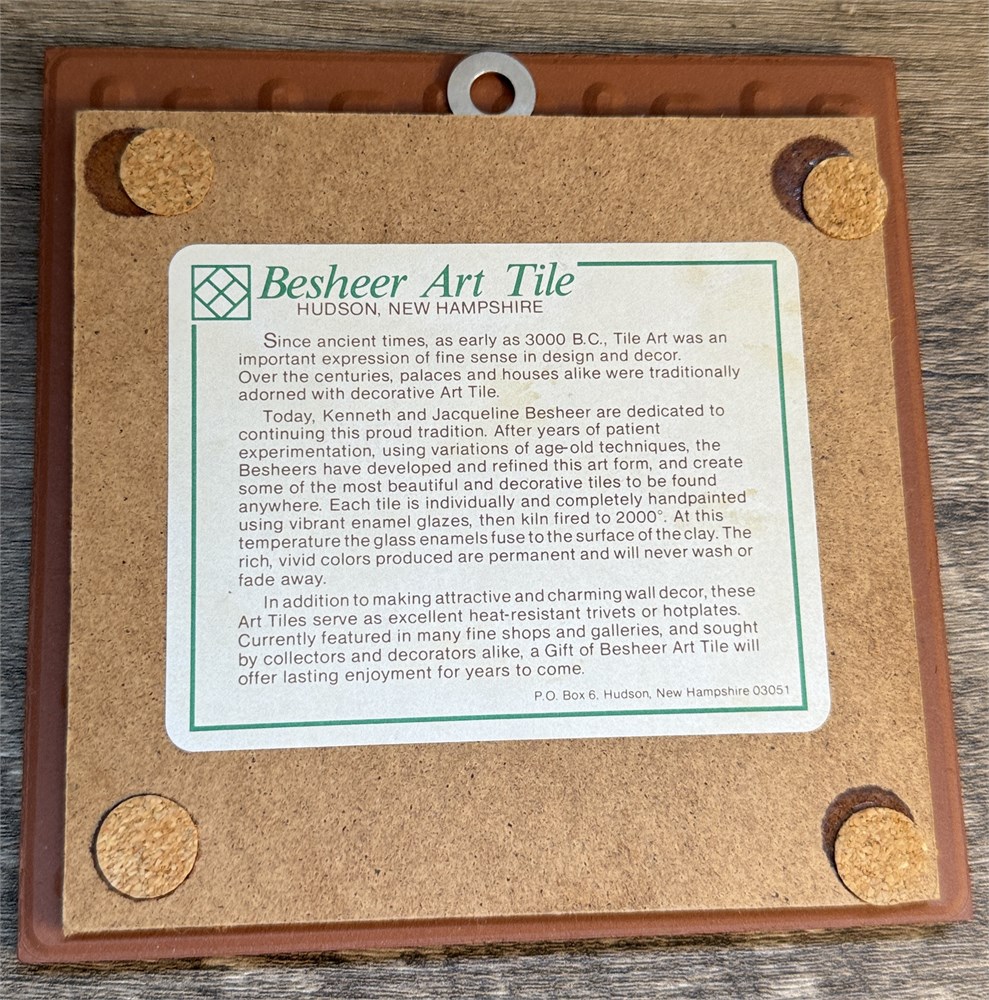 Besheer Art Tile
HUDSON, NEW HAMPSHIRE
Since ancient times, as early as 3000 B.C., Tile Art was an
important expression of fine sense in design and decor.
Over the centuries, palaces and houses alike were traditionally
adorned with decorative Art Tile.
Today, Kenneth and Jacqueline Besheer are dedicated to
continuing this proud tradition. After years of patient
experimentation, using variations of age-old techniques, the
Besheers have developed and refined this art form, and create
some of the most beautiful and decorative tiles to be found
anywhere. Each tile is individually and completely handpainted
using vibrant enamel glazes, then kiln fired to 2000°. At this
temperature the glass enamels fuse to the surface of the clay. The
rich, vivid colors produced are permanent and will never wash or
fade away.
In addition to making attractive and charming wall decor, these
Art Tiles serve as excellent heat-resistant trivets or hotplates.
Currently featured in many fine shops and galleries, and sought
by collectors and decorators alike, a Gift of Besheer Art Tile will
offer lasting enjoyment for years to come.
P.O. Box 6, Hudson, New Hampshire 03051